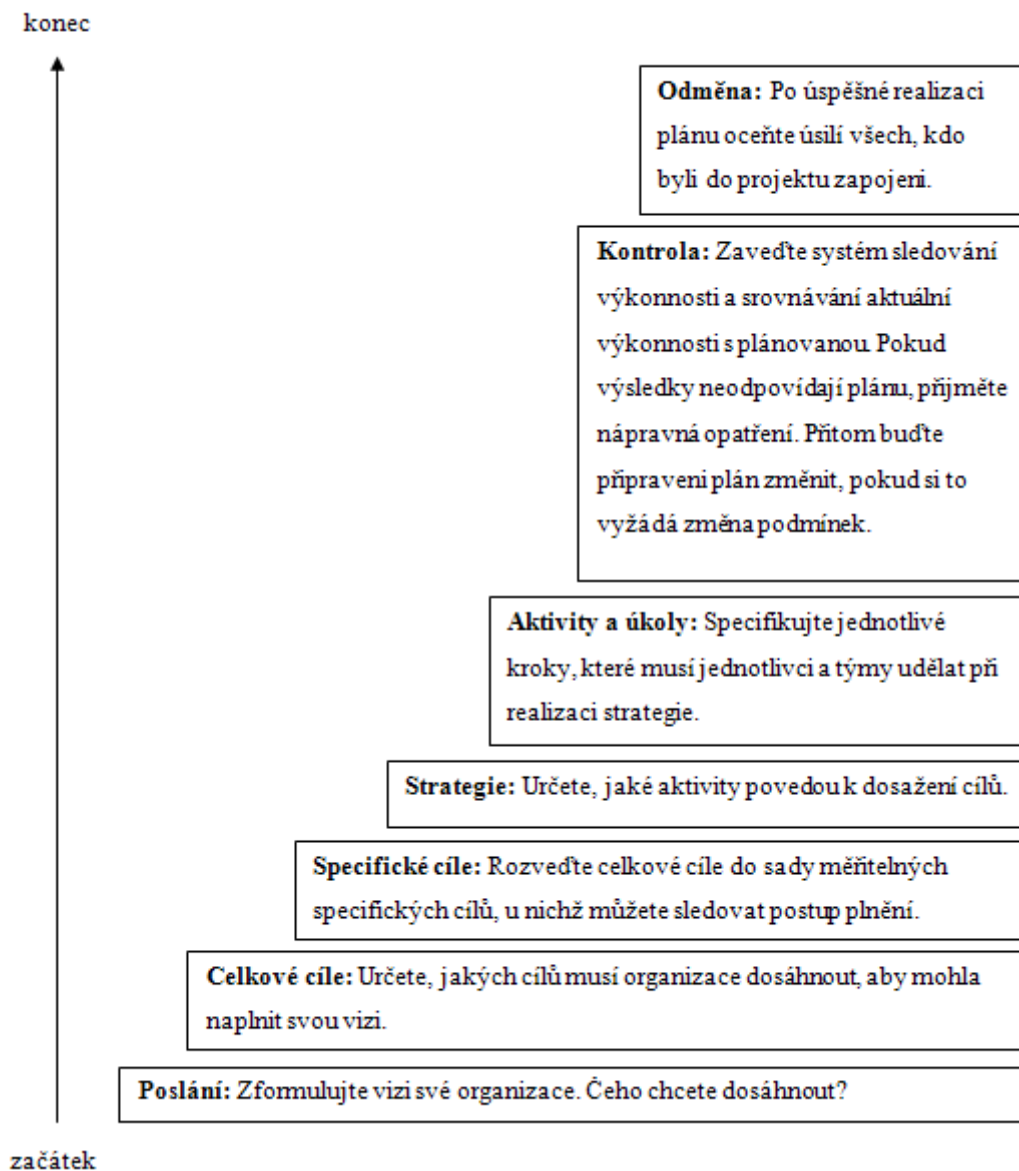 konec
Odměna: Po úspěšné realizaci
plánu oceňte úsilí všech, kdo
byli do projektu zapojeni.
Kontrola: Zaveďte systém sledování
výkonnosti a srovnávání aktuální
výkonnosti s plánovanou. Pokud
výsledky neodpovídají plánu, přijměte
nápravná opatření. Přitom buďte
připraveni plán změnit, pokud si to
vyžádá změna podmínek.
Aktivity a úkoly: Specifikujte jednotlivé
kroky, které musí jednotlivci a týmy udělat při
realizaci strategie.
Strategie: Určete, jaké aktivity povedou k dosažení cílů.
Specifické cíle: Rozveďte celkové cíle do sady měřitelných
specifických cílů, u nichž můžete sledovat postup plnění.
Celkové cíle: Určete, jakých cílů musí organizace dosáhnout, aby mohla
naplnit svou vizi.
Poslání: Zformulujte vizi své organizace. Čeho chcete dosáhnout?
začátek